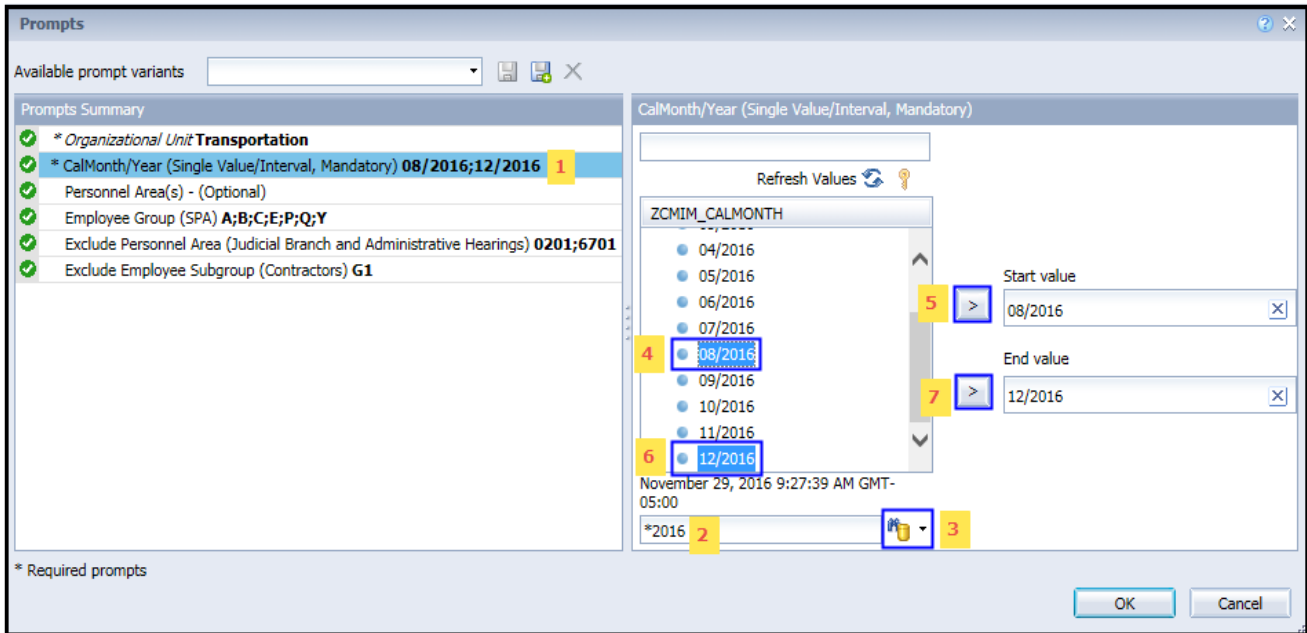 Prompts
Available prompt variants
Prompts Summary
* Organizational Unit Transportation
* CalMonth/Year (Single Value/Interval, Mandatory) 08/2016;12/2016 1
Personnel Area(s) - (Optional)
Employee Group (SPA) A;B;C;E;P;Q;Y
Exclude Personnel Area (Judicial Branch and Administrative Hearings) 0201;6701
Exclude Employee Subgroup (Contractors) G1
CalMonth/Year (Single Value/Interval, Mandatory)
Refresh Values
ZCMIM_CALMONTH
04/2016
05/2016
06/2016
07/2016
4 08/2016
09/2016
10/2016
11/2016
6 12/2016
November 29, 2016 9:27:39 AM GMT-
05:00
*2016 2 3
Start value
5 > 08/2016
End value
7 > 12/2016
* Required prompts
OK Cancel